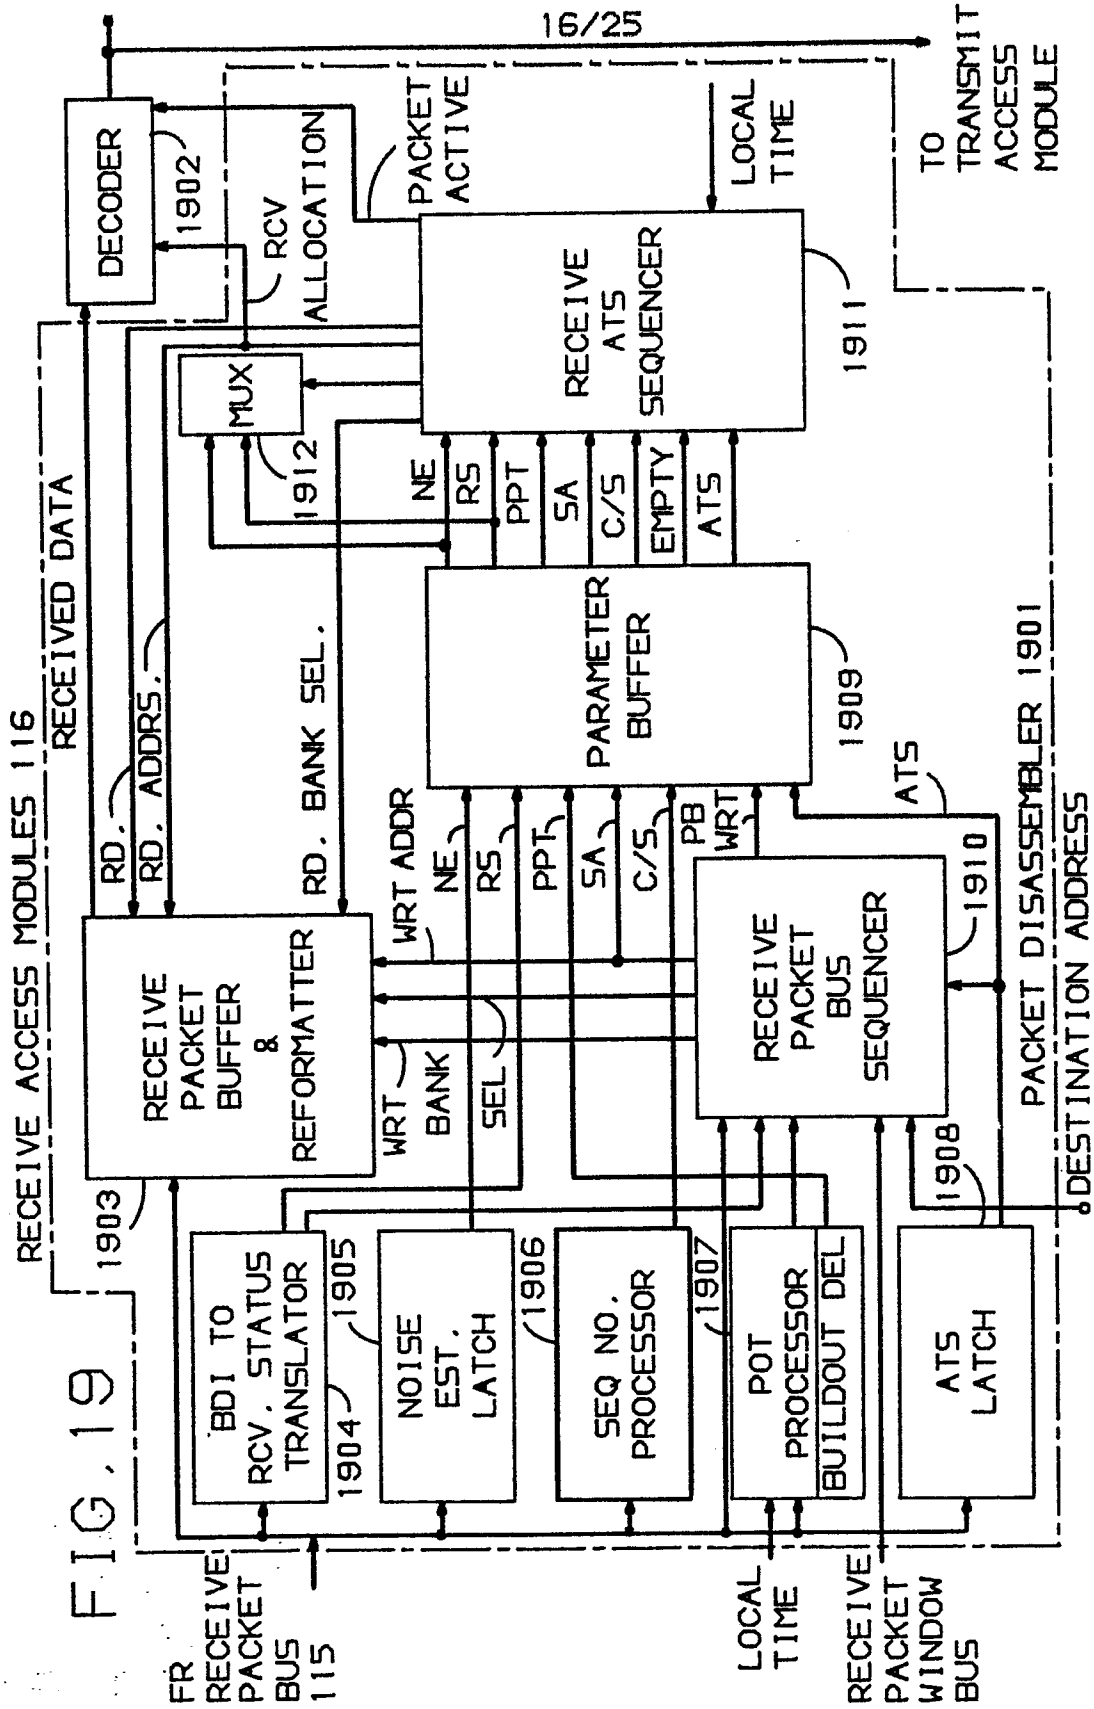 FIG. 19
RECEIVE ACCESS MODULES 116
RECEIVED DATA
DECODER
1902
16/25
TO
TRANSMIT
ACCESS
MODULE
RD.
RD. ADDRS.
RD. BANK SEL.
MUX
1912
RCV
ALLOCATION
PACKET
ACTIVE
LOCAL
TIME
1903
RECEIVE
PACKET
BUFFER
&
REFORMATTER
WRT ADDR
WRT
BANK
SEL
NE
RS
PPT
SA
C/S
EMPTY
ATS
RECEIVE
ATS
SEQUENCER
1911
FR
RECEIVE
PACKET
BUS
115
BDI TO
RCV. STATUS
TRANSLATOR
1904
1905
NOISE
EST.
LATCH
1906
SEQ NO.
PROCESSOR
1907
POT
PROCESSOR
BUILDOUT DEL
1908
ATS
LATCH
NE
RS
PPT
SA
C/S
PB
WRT
PARAMETER
BUFFER
1909
ATS
RECEIVE
PACKET
BUS
SEQUENCER
1910
LOCAL
TIME
RECEIVE
PACKET
WINDOW
BUS
PACKET DISASSEMBLER 1901
DESTINATION ADDRESS